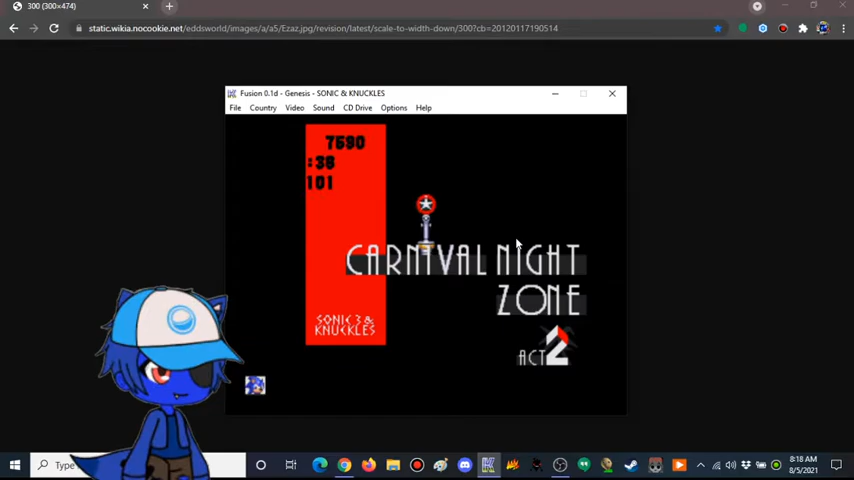 300 (300×474)
static.wikia.nocookie.net/eddsworld/images/a/a5/Ezaz.jpg/revision/latest/scale-to-width-down/300?cb=20120117190514
Fusion 0.1d - Genesis - SONIC & KNUCKLES
File Country Video Sound CD Drive Options Help
7590
:38
101
CARNIVAL NIGHT
ZONE
ACT 2
SONIC 3 &
KNUCKLES
Type
8:18 AM
8/5/2021